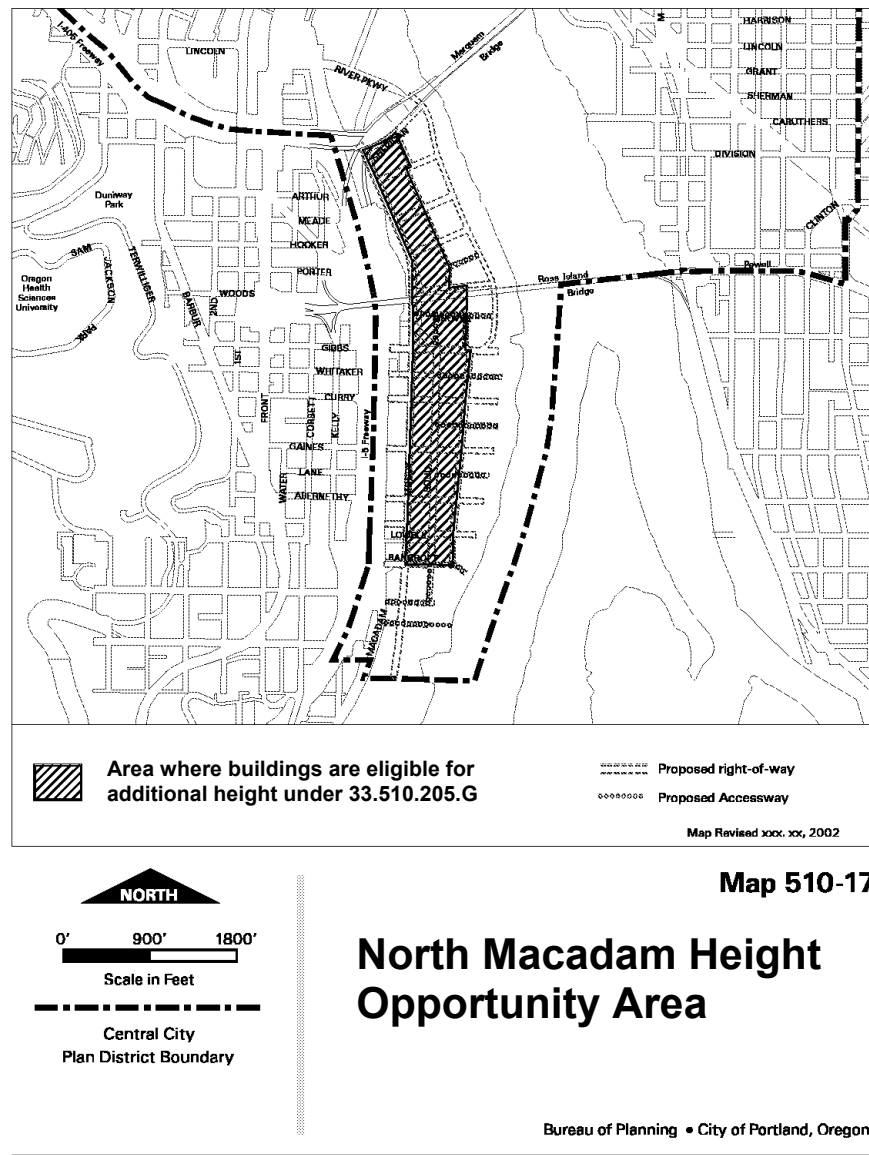 I-405 Freeway
LINCOLN
RIVER PKWY
Marquam
Bridge
HARRISON
LINCOLN
GRANT
SHERMAN
CARUTHERS
DIVISION
CLINTON
Duniway
Park
ARTHUR
MEADE
HOOKER
PORTER
SAM
JACKSON
PARK
TERWILLIGER
Oregon
Health
Sciences
University
BARBUR
2ND
WOODS
1ST
Ross Island
Bridge
Powell
GIBBS
WHITAKER
CURRY
FRONT
CORBETT
KELLY
I-5 Freeway
GAINES
LANE
WATER
ABERNETHY
BOND
LOWELL
BANCROFT
MACADAM
Area where buildings are eligible for
additional height under 33.510.205.G
Proposed right-of-way
Proposed Accessway
Map Revised xxx. xx, 2002
NORTH
0' 900' 1800'
Scale in Feet
Central City
Plan District Boundary
Map 510-17
North Macadam Height
Opportunity Area
Bureau of Planning • City of Portland, Oregon